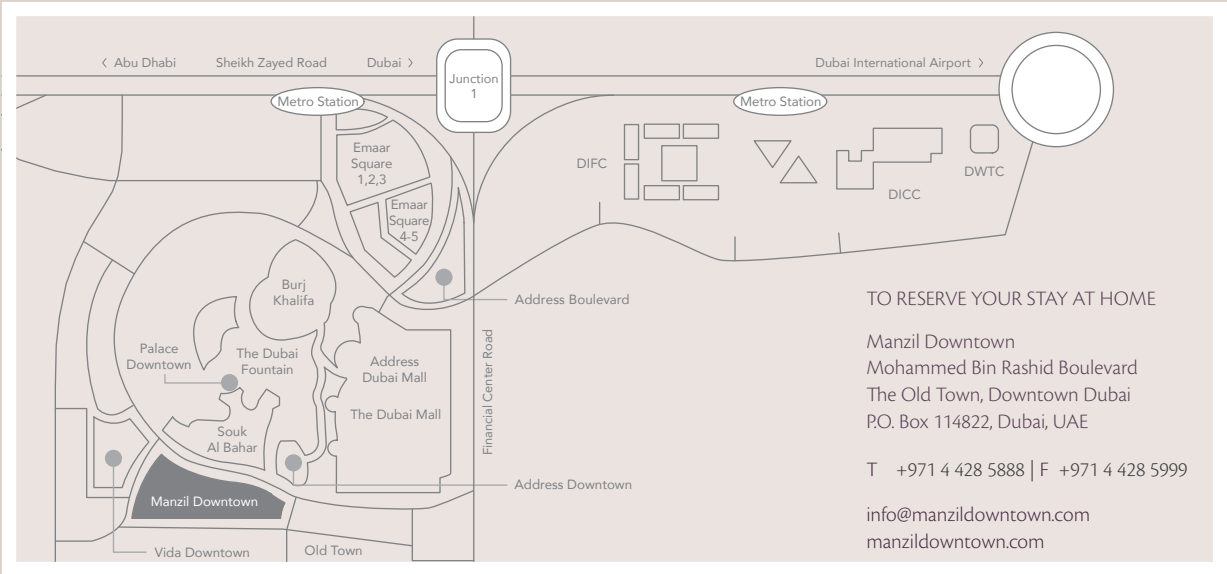 Abu Dhabi
Sheikh Zayed Road
Dubai
Dubai International Airport
Junction
1
Metro Station
Metro Station
Emaar
Square
1,2,3
Emaar
Square
4-5
DIFC
DICC
DWTC
Burj
Khalifa
Address Boulevard
Palace
Downtown
The Dubai
Fountain
Address
Dubai Mall
The Dubai Mall
Financial Center Road
Souk
Al Bahar
Address Downtown
Manzil Downtown
Vida Downtown
Old Town
TO RESERVE YOUR STAY AT HOME
Manzil Downtown
Mohammed Bin Rashid Boulevard
The Old Town, Downtown Dubai
P.O. Box 114822, Dubai, UAE
T +971 4 428 5888 | F +971 4 428 5999
info@manzildowntown.com
manzildowntown.com